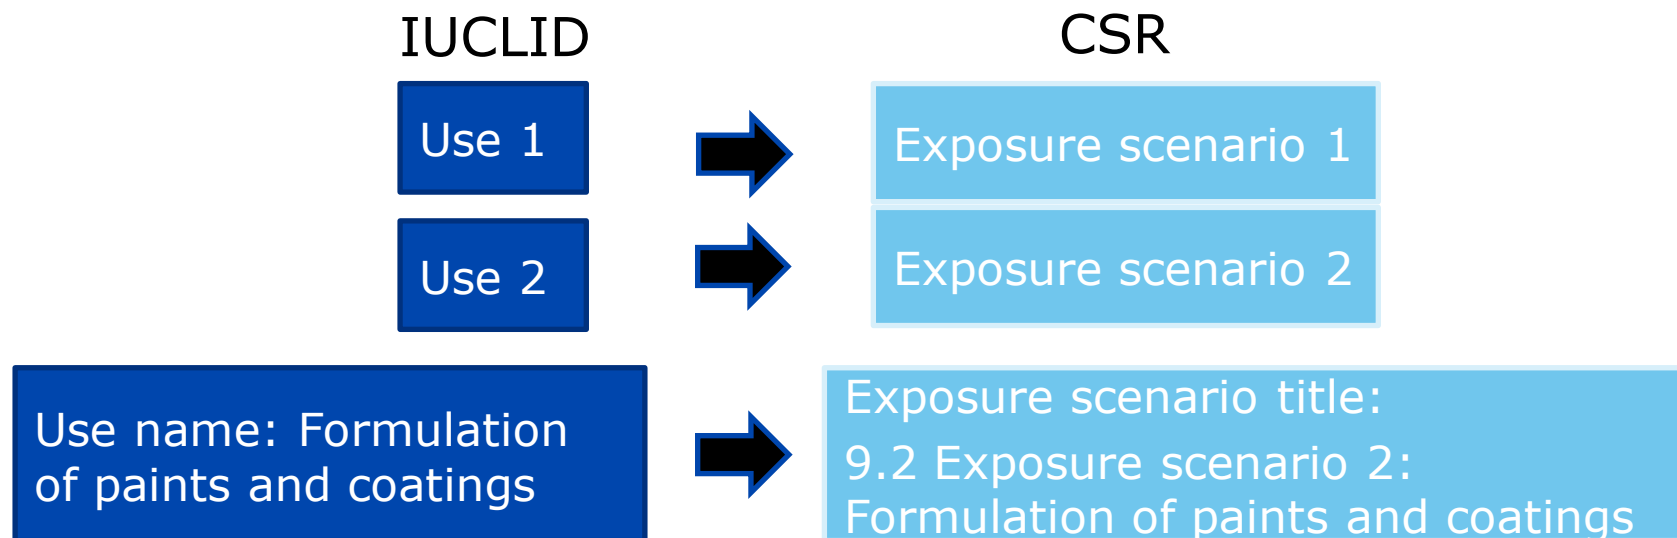 IUCLID
CSR
Use 1
Exposure scenario 1
Use 2
Exposure scenario 2
Use name: Formulation
of paints and coatings
Exposure scenario title:
9.2 Exposure scenario 2:
Formulation of paints and coatings